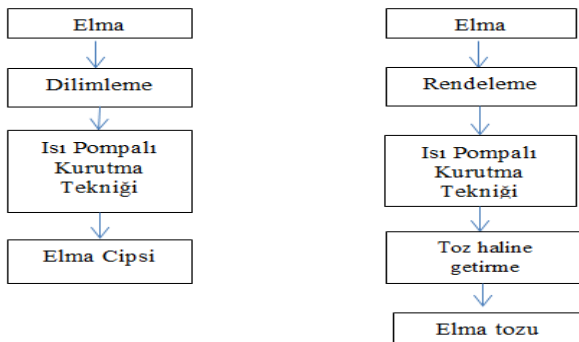 Elma
Dilimleme
Isı Pompalı
Kurutma
Tekniği
Elma Cipsi
Elma
Rendeleme
Isı Pompalı
Kurutma
Tekniği
Toz haline
getirme
Elma tozu